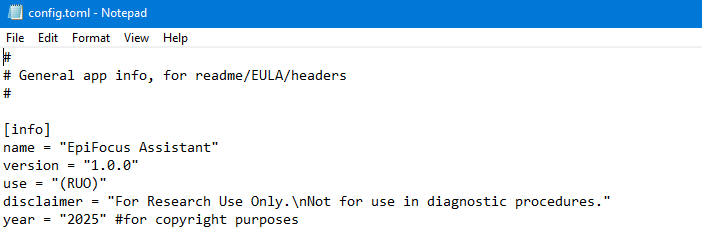 config.toml - Notepad
File Edit Format View Help
#
# General app info, for readme/EULA/headers
#
[info]
name = "EpiFocus Assistant"
version = "1.0.0"
use = "(RUO)"
disclaimer = "For Research Use Only.\nNot for use in diagnostic procedures."
year = "2025" #for copyright purposes